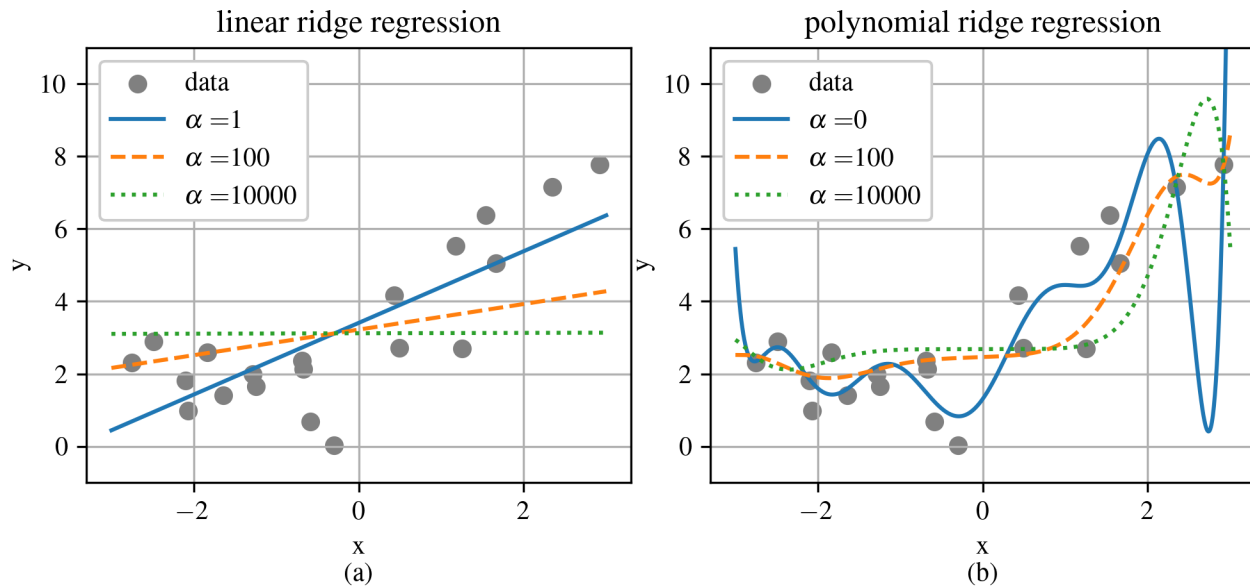 linear ridge regression
10
8
6
4
2
0
y
data
α =1
α =100
α =10000
−2
0
2
x
(a)
polynomial ridge regression
10
8
6
4
2
0
y
data
α =0
α =100
α =10000
−2
0
2
x
(b)